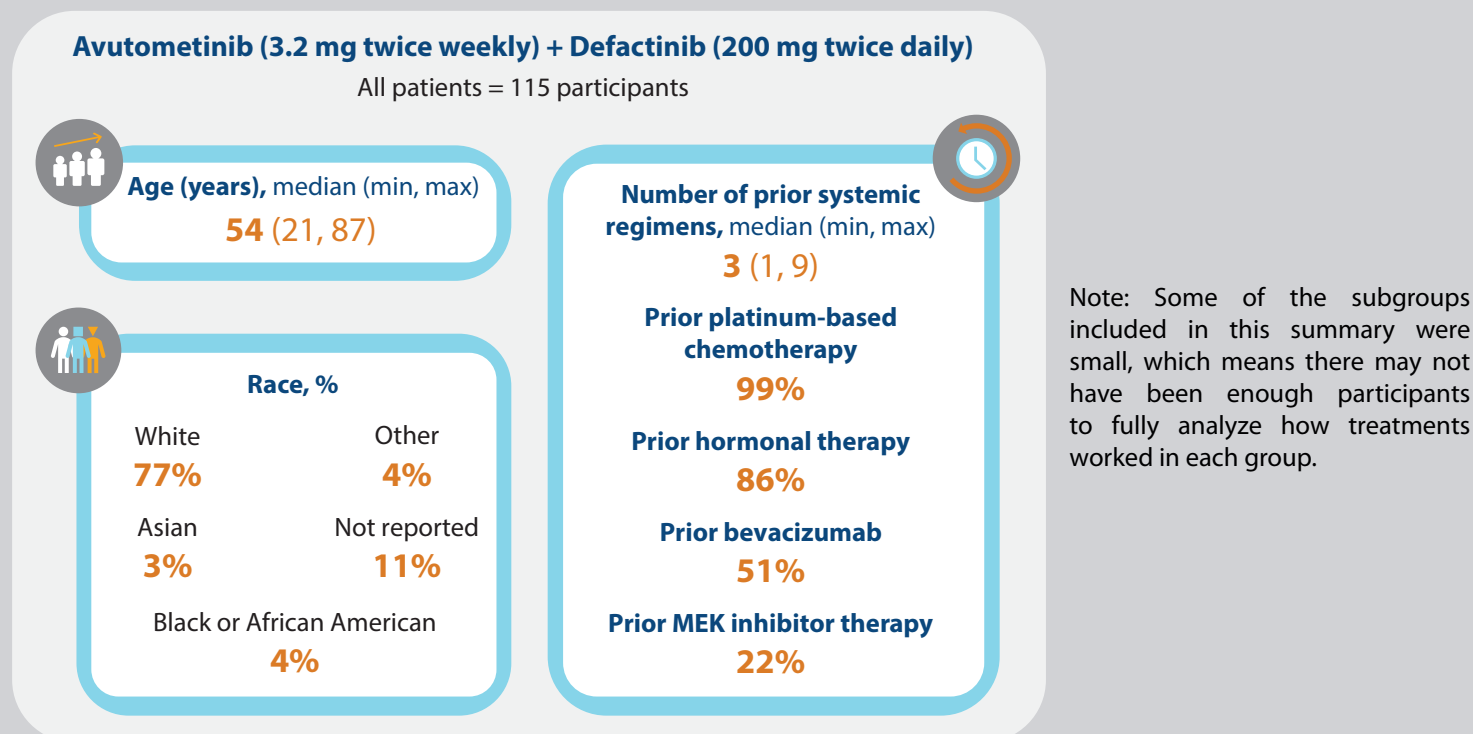 Avutometinib (3.2 mg twice weekly) + Defactinib (200 mg twice daily)
All patients = 115 participants
Age (years), median (min, max)
54 (21, 87)
Race, %
White
77%
Other
4%
Asian
3%
Not reported
11%
Black or African American
4%
Number of prior systemic
regimens, median (min, max)
3 (1, 9)
Prior platinum-based
chemotherapy
99%
Prior hormonal therapy
86%
Prior bevacizumab
51%
Prior MEK inhibitor therapy
22%
Note: Some of the subgroups
included in this summary were
small, which means there may not
have been enough participants
to fully analyze how treatments
worked in each group.